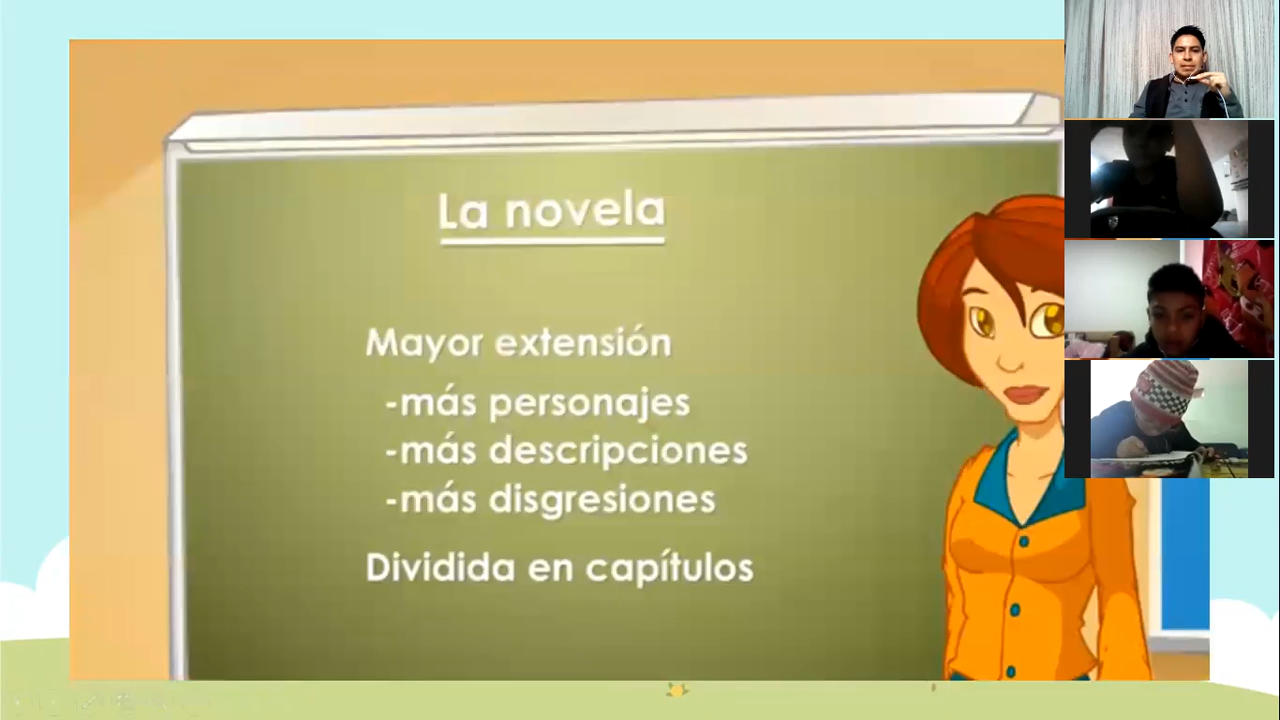 La novela
Mayor extensión
-más personajes
-más descripciones
-más disgresiones
Dividida en capítulos